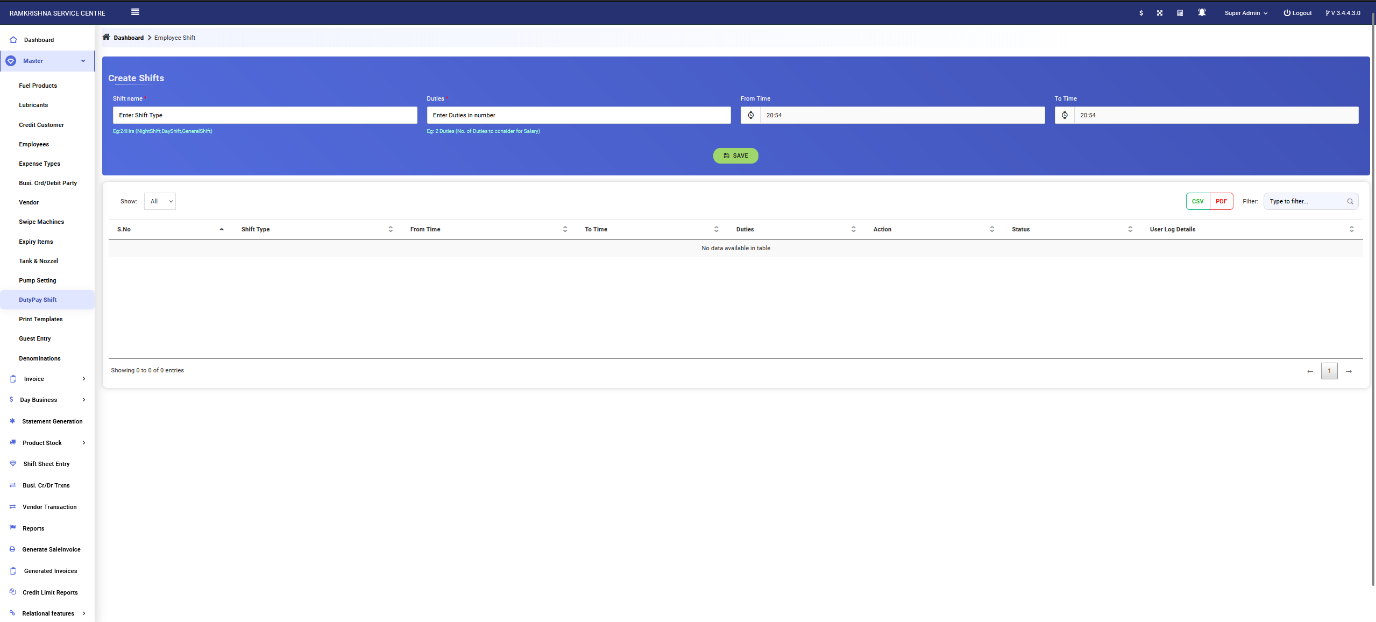 RAMKRISHNA SERVICE CENTRE
$
Super Admin
Logout
V 3.4.4.3.0
Dashboard
Master
Fuel Products
Lubricants
Credit Customer
Employees
Expense Types
Busi. Crd/Debit Party
Vendor
Swipe Machines
Expiry Items
Tank & Nozzel
Pump Setting
DutyPay Shift
Print Templates
Guest Entry
Denominations
Invoice
$ Day Business
Statement Generation
Product Stock
Shift Sheet Entry
Busi. Cr/Dr Trxns
Vendor Transaction
Reports
Generate SaleInvoice
Generated Invoices
Credit Limit Reports
Relational features
Dashboard > Employee Shift
Create Shifts
Shift name Duties From Time To Time
Enter Shift Type Enter Duties in number 20:54 20:54
Eg:24Hrs (NightShift,DayShift,GeneralShift) Eg: 2 Duties (No. of Duties to consider for Salary)
SAVE
Show: All CSV PDF Filter: Type to filter...
S.No Shift Type From Time To Time Duties Action Status User Log Details
No data available in table
Showing 0 to 0 of 0 entries ← 1 →